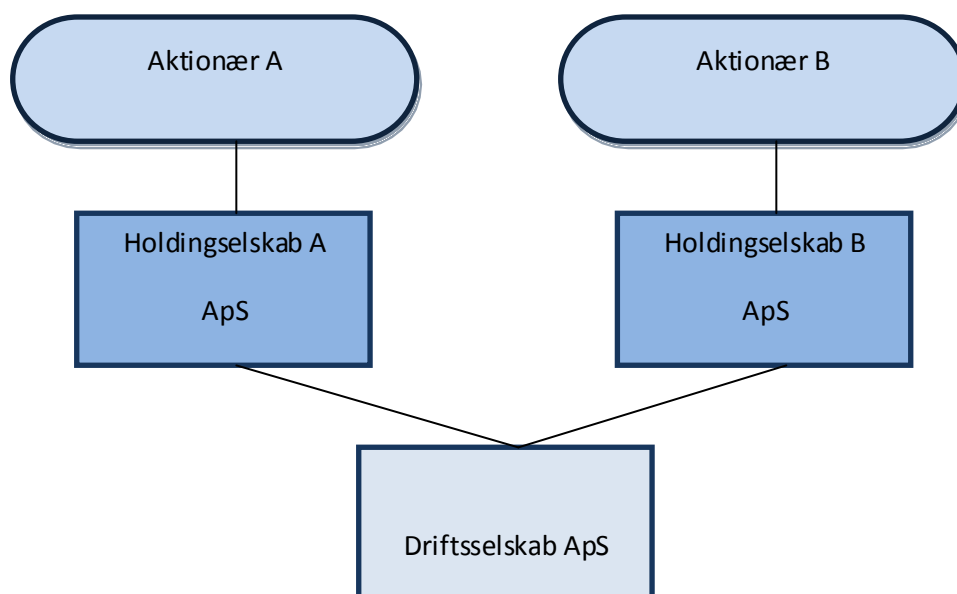 Aktionær A
Aktionær B
Holdingselskab A
ApS
Holdingselskab B
ApS
Driftsselskab ApS